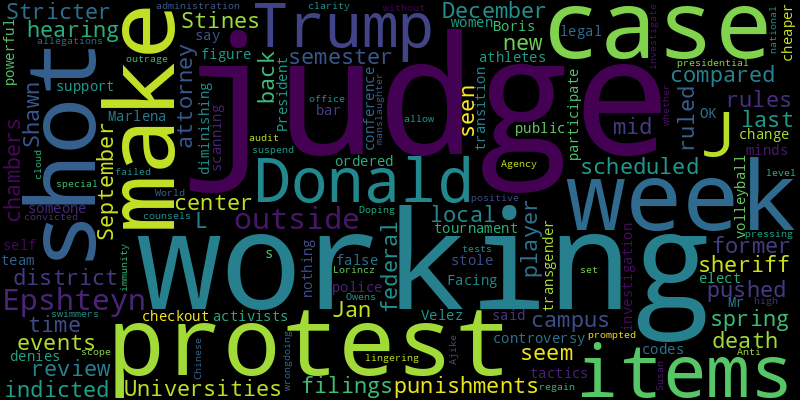 Stricter
administration
clarity
December
Boris
new
case
powerful
hearing
Stines
Trump
women
legal
investigate
national
cheaper
allegations
shot
make
say
semester
athletes
without
outrage
figure
back
President
presidential
support
Shawn
attorney
judge
seen
transition
compared
conference
manslaughter
office
bar
public
participate
mid
ruled
rules
J
last
OK
change
Marlena
diminishing
scanning
allow
audit
whether
chambers
cloud
September
failed
suspend
ordered
Agency
scheduled
minds
special
World
Donald
positive
week
volleyball
level
someone
center
convicted
counsels
Doping
L
outside
local
player
transgender
pressing
self
team
working
tournament
federal
s
tests
investigation
former
district
immunity
nothing
false
stole
Lorincz
Facing
set
sheriff
elect
Epshteyn
police
Owens
Jan
pushed
Mr
high
time
swimmers
checkout
activists
Velez
said
campus
spring
events
protest
controversy
prompted
codes
death
scope
Anti
denies
review
Chinese
wrongdoing
lingering
Ajike
seem
items
tactics
regain
Susan
indicted
Universities
filings
punishments